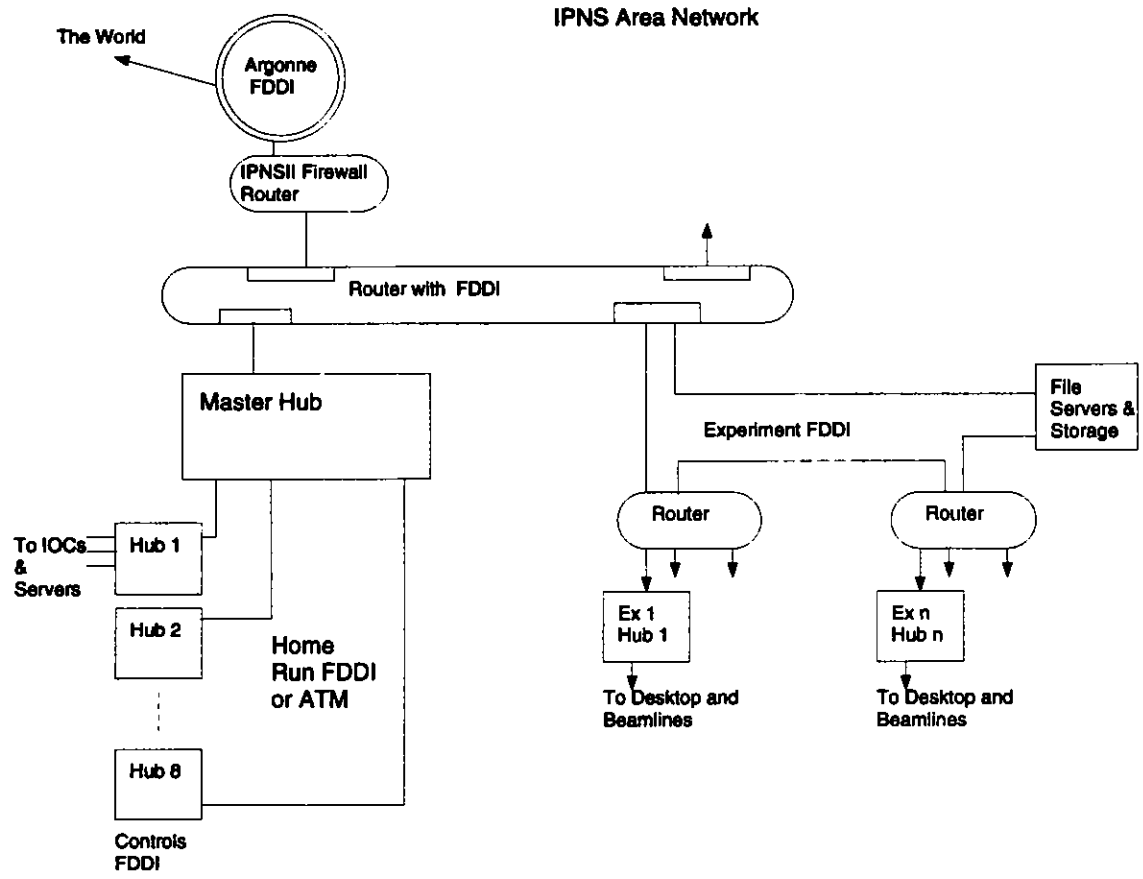 IPNS Area Network
The World
Argonne
FDDI
IPNSII Firewall
Router
Router with FDDI
Master Hub
File
Servers &
Storage
Experiment FDDI
Router
Router
To IOCs
&
Servers
Hub 1
Hub 2
Home
Run FDDI
or ATM
Ex 1
Hub 1
Ex n
Hub n
To Desktop and
Beamlines
To Desktop and
Beamlines
Hub 8
Controls
FDDI